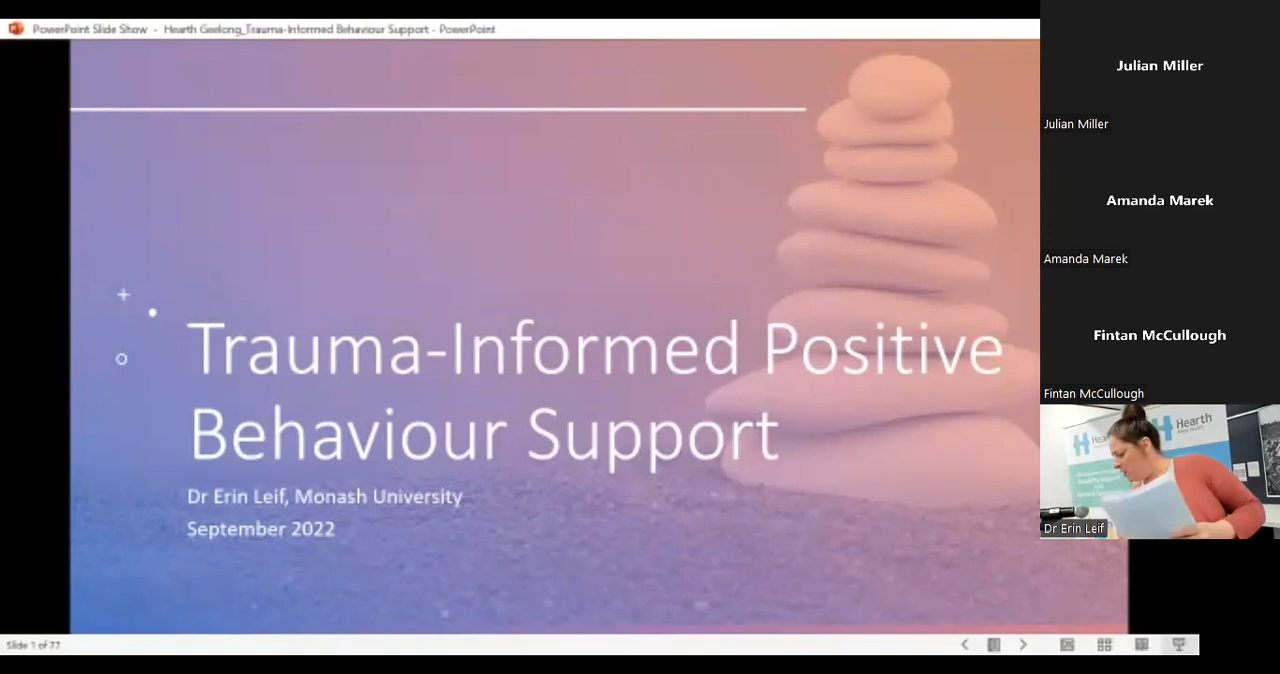 PowerPoint Slide Show - Hearth Geelong_Trauma-Informed Behaviour Support - PowerPoint
Trauma-Informed Positive
Behaviour Support
Dr Erin Leif, Monash University
September 2022
Slide 1 of 77
Julian Miller
Julian Miller
Amanda Marek
Amanda Marek
Fintan McCullough
Fintan McCullough
Hearth
Dr Erin Leif